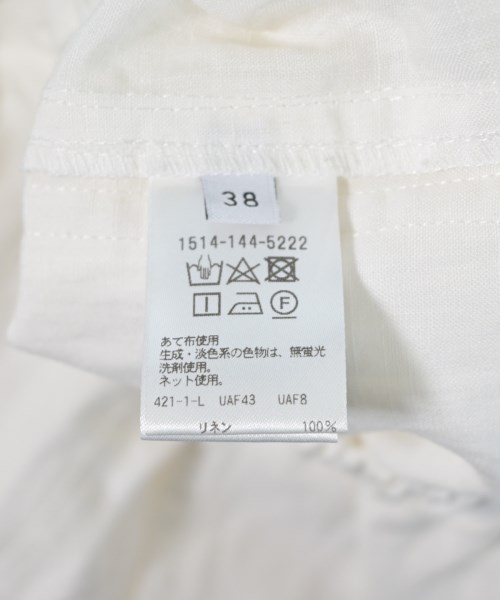 38
1514-144-5222
F
あて布使用
生成・淡色系の色物は、無蛍光
洗剤使用。
ネット使用。
421-1-L UAF43 UAF8
リネン 100%